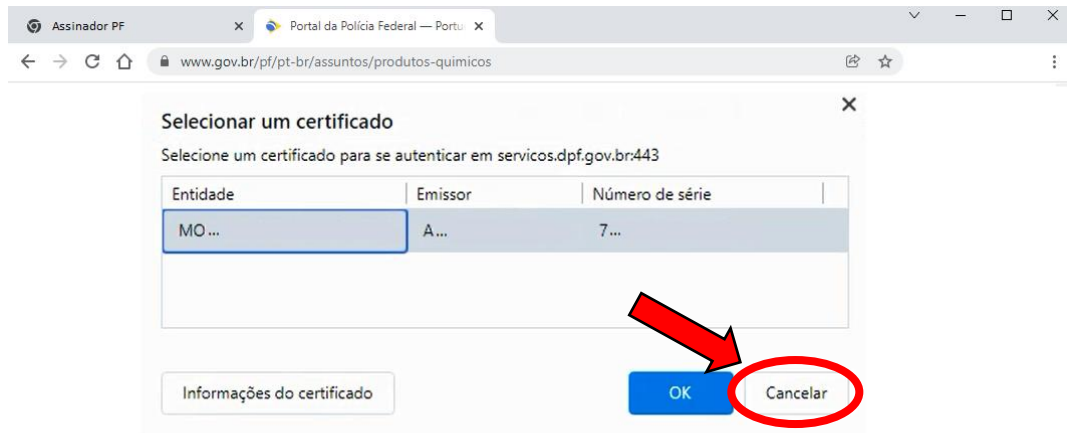 Assinador PF
Portal da Polícia Federal — Portu
www.gov.br/pf/pt-br/assuntos/produtos-quimicos
Selecionar um certificado
Selecione um certificado para se autenticar em servicos.dpf.gov.br:443
Entidade Emissor Número de série
MO... A... 7...
Informações do certificado OK Cancelar